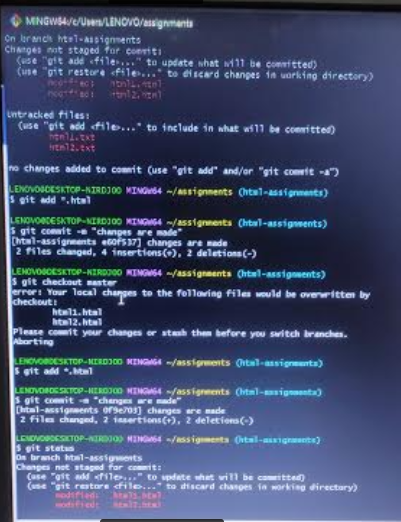 MINGW64:/c/Users/LENOVO/assignments
On branch html-assignments
Changes not staged for commit:
(use "git add <file>..." to update what will be committed)
(use "git restore <file>..." to discard changes in working directory)
modified: html1.html
modified: html2.html
Untracked files:
(use "git add <file>..." to include in what will be committed)
html1.txt
html2.txt
no changes added to commit (use "git add" and/or "git commit -a")
LENOVO@DESKTOP-NIRDJOO MINGW64 ~/assignments (html-assignments)
$ git add *.html
LENOVO@DESKTOP-NIRDJOO MINGW64 ~/assignments (html-assignments)
$ git commit -m "changes are made"
[html-assignments e60f537] changes are made
2 files changed, 4 insertions(+), 2 deletions(-)
LENOVO@DESKTOP-NIRDJOO MINGW64 ~/assignments (html-assignments)
$ git checkout master
error: Your local changes to the following files would be overwritten by
checkout:
html1.html
html2.html
Please commit your changes or stash them before you switch branches.
Aborting
LENOVO@DESKTOP-NIRDJOO MINGW64 ~/assignments (html-assignments)
$ git add *.html
LENOVO@DESKTOP-NIRDJOO MINGW64 ~/assignments (html-assignments)
$ git commit -m "changes are made"
[html-assignments 0f9e703] changes are made
2 files changed, 2 insertions(+), 2 deletions(-)
LENOVO@DESKTOP-NIRDJOO MINGW64 ~/assignments (html-assignments)
$ git status
On branch html-assignments
Changes not staged for commit:
(use "git add <file>..." to update what will be committed)
(use "git restore <file>..." to discard changes in working directory)
modified: html1.html
modified: html2.html